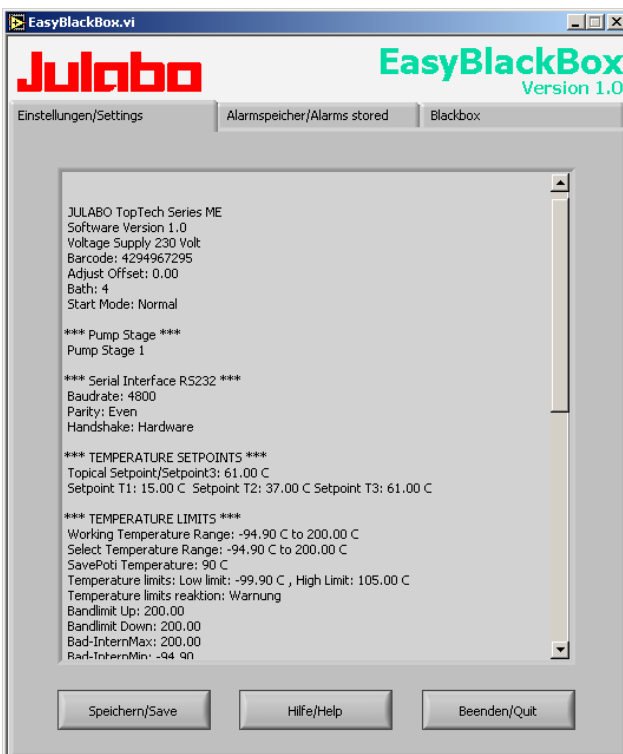 EasyBlackBox.vi
Julabo
EasyBlackBox
Version 1.0
Einstellungen/Settings
Alarmspeicher/Alarms stored
Blackbox
JULABO TopTech Series ME
Software Version 1.0
Voltage Supply 230 Volt
Barcode: 4294967295
Adjust Offset: 0.00
Bath: 4
Start Mode: Normal
*** Pump Stage ***
Pump Stage 1
*** Serial Interface RS232 ***
Baudrate: 4800
Parity: Even
Handshake: Hardware
*** TEMPERATURE SETPOINTS ***
Topical Setpoint/Setpoint3: 61.00 C
Setpoint T1: 15.00 C Setpoint T2: 37.00 C Setpoint T3: 61.00 C
*** TEMPERATURE LIMITS ***
Working Temperature Range: -94.90 C to 200.00 C
Select Temperature Range: -94.90 C to 200.00 C
SavePoti Temperature: 90 C
Temperature limits: Low limit: -99.90 C , High Limit: 105.00 C
Temperature limits reaktion: Warnung
Bandlimit Up: 200.00
Bandlimit Down: 200.00
Bad-InternMax: 200.00
Bad-InternMin: -94.90
Speichern/Save
Hilfe/Help
Beenden/Quit